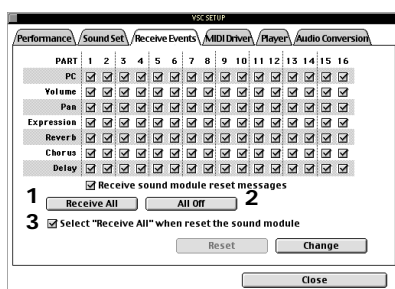 VSC SETUP
Performance Sound Set Receive Events MIDI Driver Player Audio Conversion
PART 1 2 3 4 5 6 7 8 9 10 11 12 13 14 15 16
PC
Volume
Pan
Expression
Reverb
Chorus
Delay
Receive sound module reset messages
1 Receive All All Off 2
3 Select "Receive All" when reset the sound module
Reset Change
Close